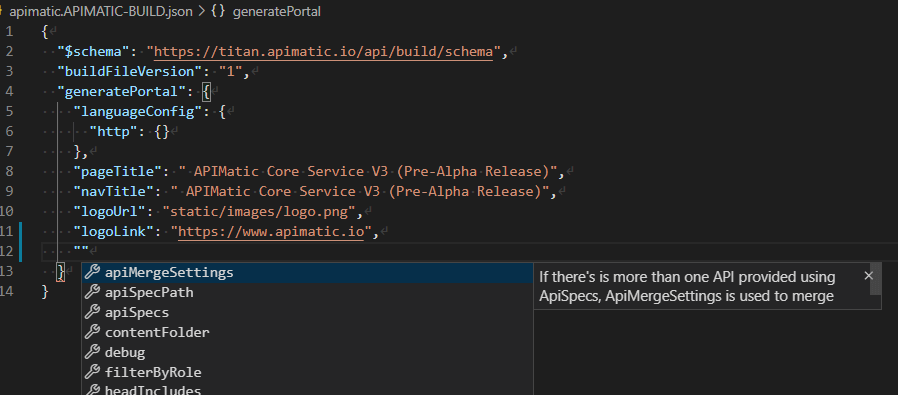 apimatic.APIMATIC-BUILD.json > {} generatePortal
1 {
2 "$schema": "https://titan.apimatic.io/api/build/schema",
3 "buildFileVersion": "1",
4 "generatePortal": {
5 "languageConfig": {
6 "http": {}
7 },
8 "pageTitle": " APIMatic Core Service V3 (Pre-Alpha Release)",
9 "navTitle": " APIMatic Core Service V3 (Pre-Alpha Release)",
10 "logoUrl": "static/images/logo.png",
11 "logoLink": "https://www.apimatic.io",
12 ""
13 }
14 }
apiMergeSettings
apiSpecPath
apiSpecs
contentFolder
debug
filterByRole
headIncludes
If there's is more than one API provided using
ApiSpecs, ApiMergeSettings is used to merge